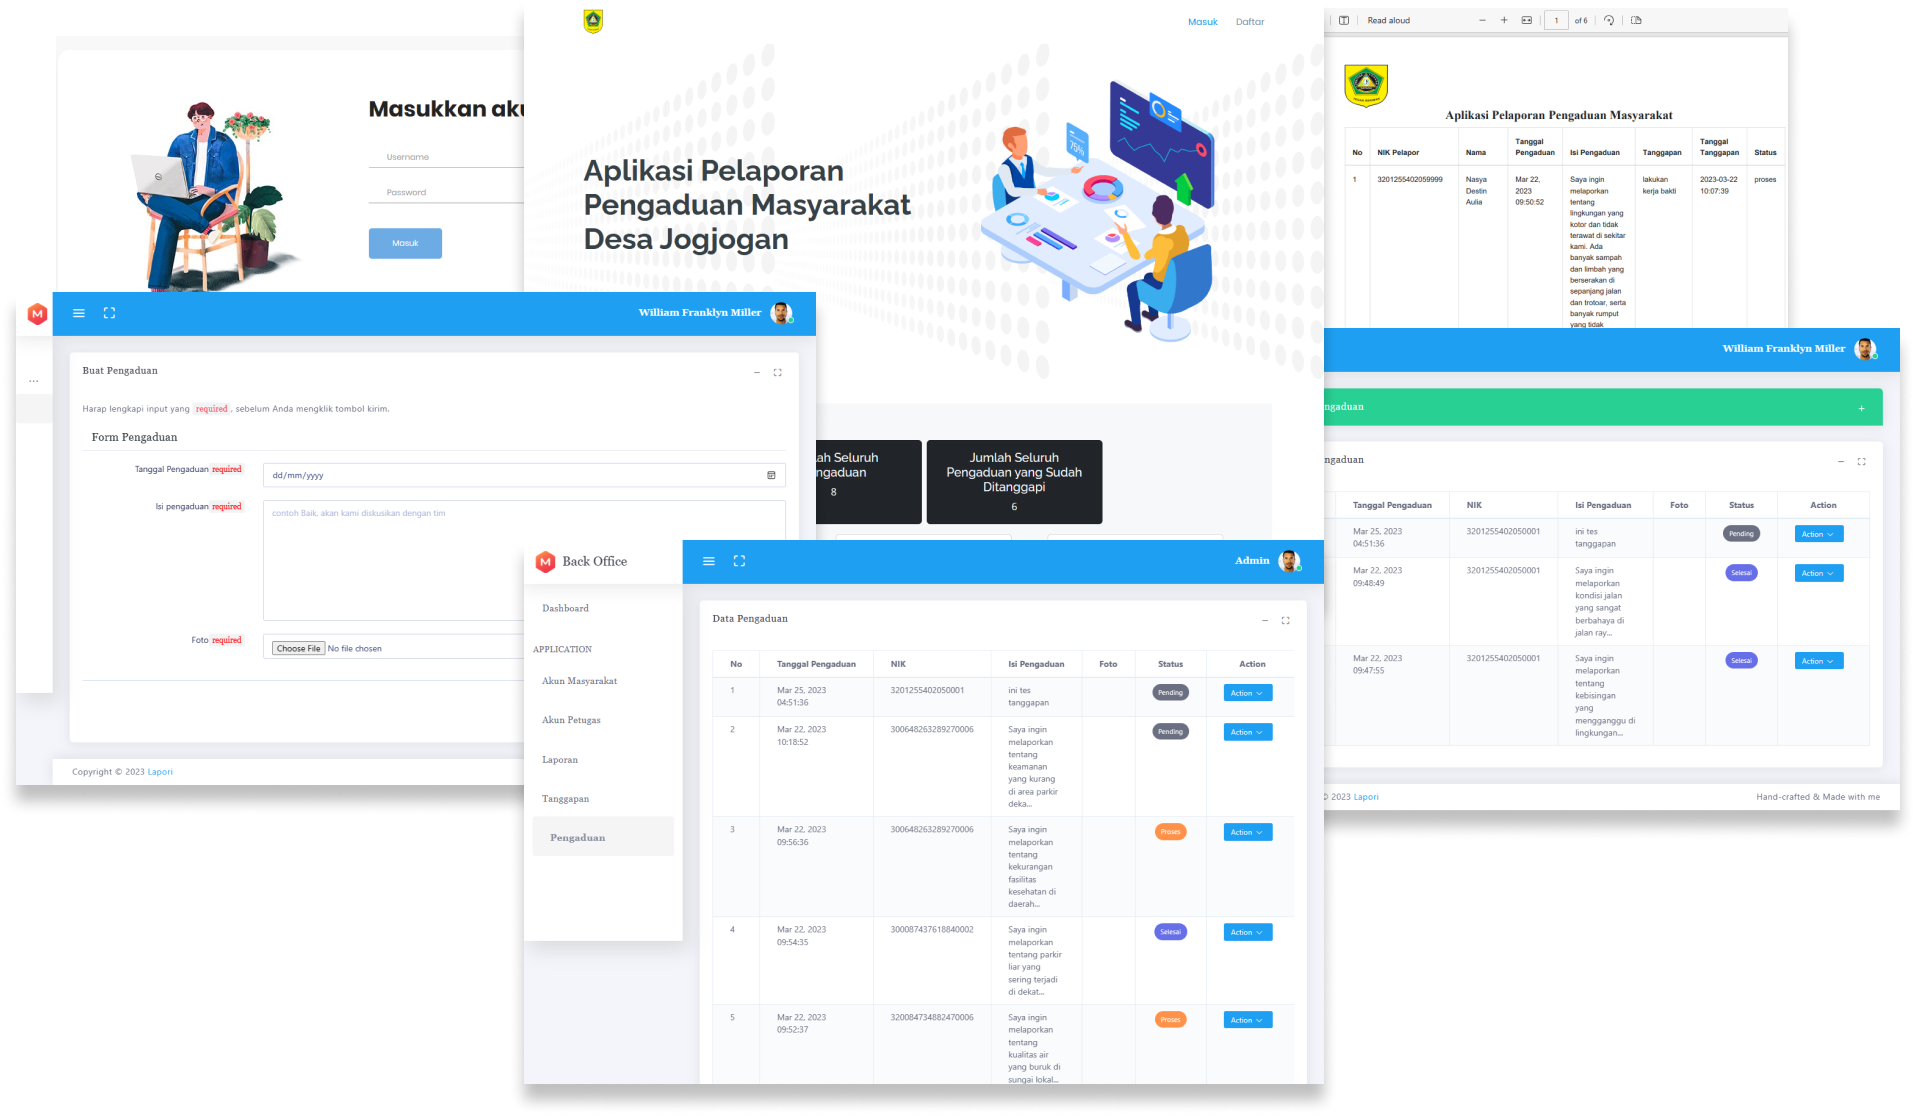 Masukkan aku
Username
Password
Masuk
Masuk Daftar
Aplikasi Pelaporan
Pengaduan Masyarakat
Desa Jogjogan
76%
Read aloud
1 of 6
Aplikasi Pelaporan Pengaduan Masyarakat
No NIK Pelapor Nama Tanggal Pengaduan Isi Pengaduan Tanggapan Tanggal Tanggapan Status
1 3201255402059999 Nasya Destin Aulia Mar 22, 2023 09:50:52
Saya ingin
melaporkan
tentang
lingkungan yang
kotor dan tidak
terawat di sekitar
kami. Ada
banyak sampah
dan limbah yang
berserakan di
sepanjang jalan
dan trotoar, serta
banyak rumput
yang tidak
lakukan kerja bakti 2023-03-22 10:07:39 proses
M
William Franklyn Miller
...
Buat Pengaduan
Harap lengkapi input yang required. sebelum Anda mengklik tombol kirim.
Form Pengaduan
Tanggal Pengaduan required dd/mm/yyyy
Isi pengaduan required contoh Baik, akan kami diskusikan dengan tim
Foto required Choose File No file chosen
Copyright © 2023 Lapori
ah Seluruh
ngaduan
8
Jumlah Seluruh
Pengaduan yang Sudah
Ditanggapi
6
William Franklyn Miller
ngaduan +
ngaduan
Tanggal Pengaduan NIK Isi Pengaduan Foto Status Action
Mar 25, 2023 04:51:36 3201255402050001 ini tes tanggapan Pending Action
Mar 22, 2023 09:48:49 3201255402050001
Saya ingin
melaporkan
kondisi jalan
yang sangat
berbahaya di
jalan ray...
Selesai Action
Mar 22, 2023 09:47:55 3201255402050001
Saya ingin
melaporkan
tentang
kebisingan
yang
mengganggu di
lingkungan...
Selesai Action
© 2023 Lapori Hand-crafted & Made with me
M Back Office
Admin
Dashboard
APPLICATION
Akun Masyarakat
Akun Petugas
Laporan
Tanggapan
Pengaduan
Data Pengaduan
No Tanggal Pengaduan NIK Isi Pengaduan Foto Status Action
1 Mar 25, 2023 04:51:36 3201255402050001 ini tes tanggapan Pending Action
2 Mar 22, 2023 10:18:52 300648263289270006
Saya ingin
melaporkan
tentang
keamanan
yang kurang
di area parkir
deka...
Pending Action
3 Mar 22, 2023 09:56:36 300648263289270006
Saya ingin
melaporkan
tentang
kekurangan
fasilitas
kesehatan di
daerah...
Proses Action
4 Mar 22, 2023 09:54:35 300087437618840002
Saya ingin
melaporkan
tentang parkir
liar yang
sering terjadi
di dekat...
Selesai Action
5 Mar 22, 2023 09:52:37 320084734882470006
Saya ingin
melaporkan
tentang
kualitas air
yang buruk di
sungai lokal...
Proses Action